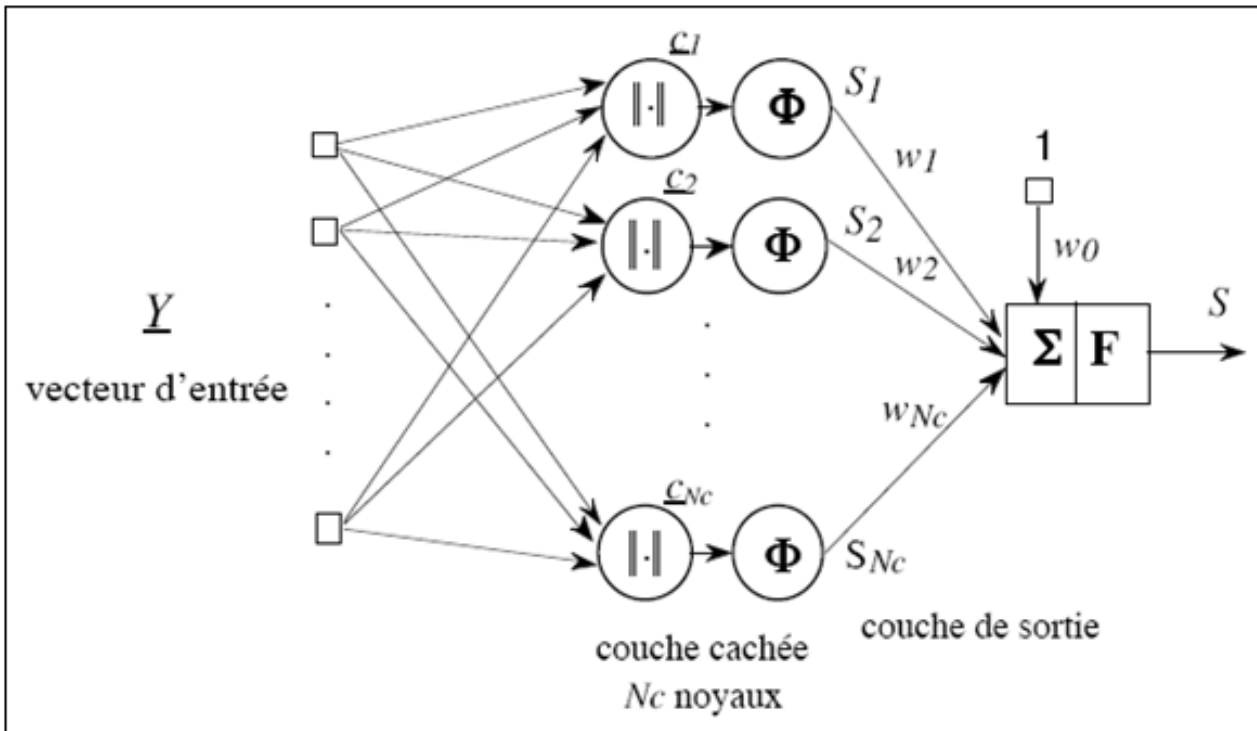 c1
‖·‖
Φ
S1
w1
1
c2
‖·‖
Φ
S2
w2
w0
Y
vecteur d'entrée
Σ F
S
wNc
cNc
‖·‖
Φ
SNc
couche de sortie
couche cachée
Nc noyaux